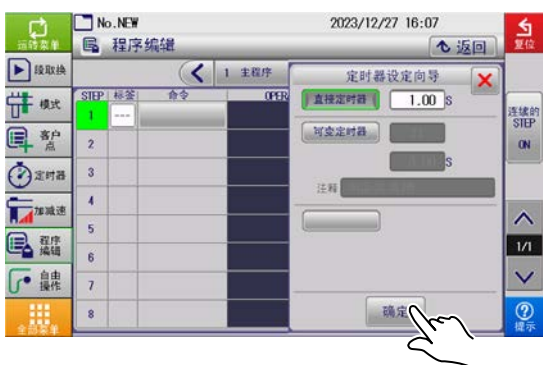 运转菜单
No.NEW
2023/12/27 16:07
复位
程序编辑
返回
段取换
1 主程序
定时器设定向导
模式
STEP
标签
命令
OPER
直接定时器
1.00 S
连续的
STEP
ON
1
---
客户
点
2
可变定时器
S
定时器
3
注释
加减速
4
5
程序
编辑
6
1/1
自由
操作
7
全部菜单
8
确定
提示